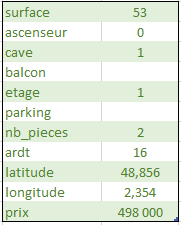 surface 53
ascenseur 0
cave 1
balcon
etage 1
parking
nb_pieces 2
ardt 16
latitude 48,856
longitude 2,354
prix 498 000